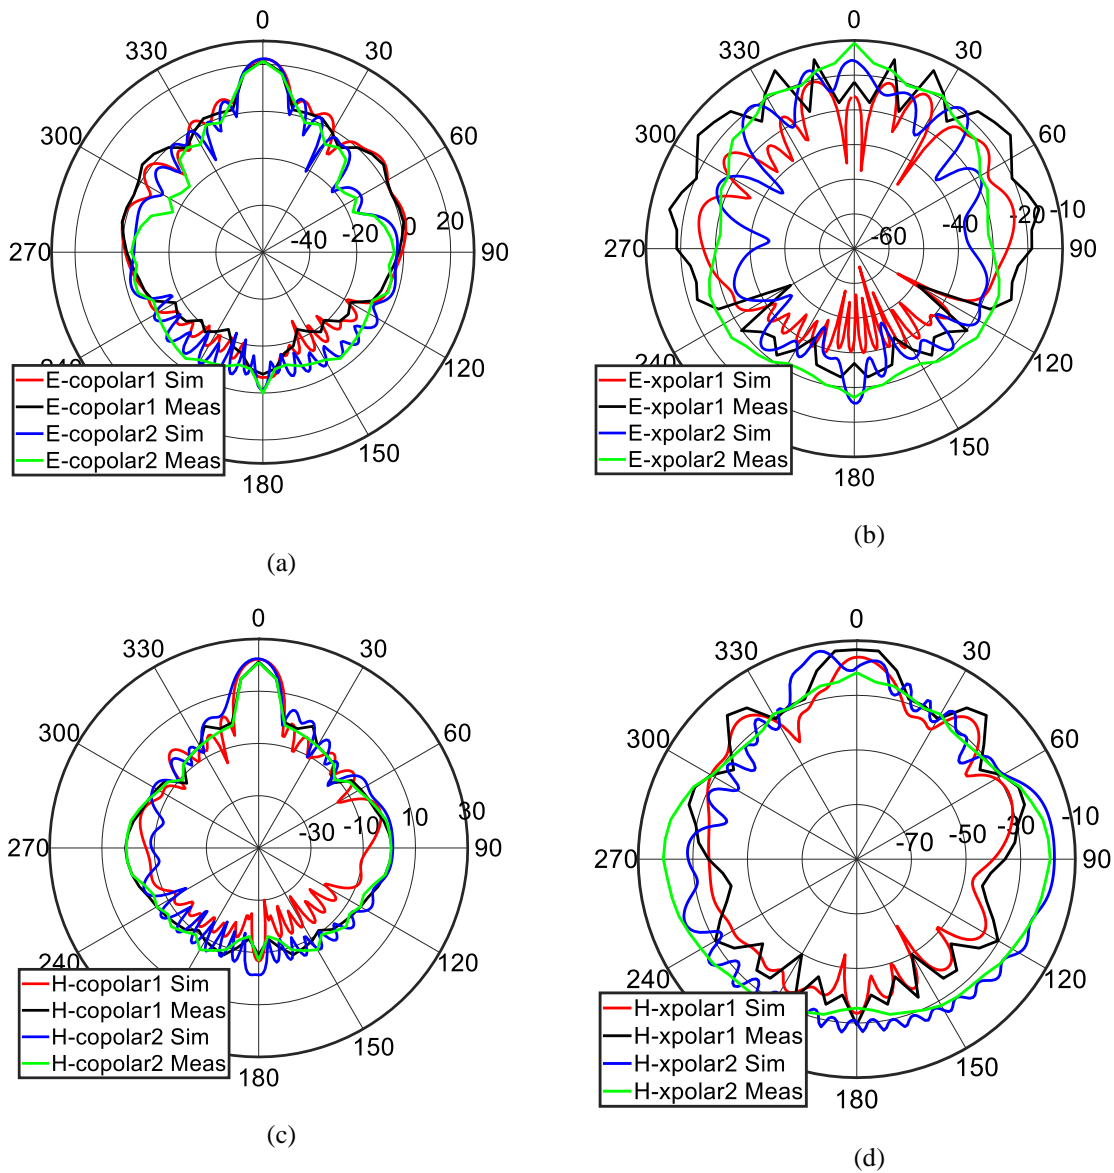 0
330 30
300 60
270 90
-40 -20 0 20
240 120
150
180
E-copolar1 Sim
E-copolar1 Meas
E-copolar2 Sim
E-copolar2 Meas
(a)
0
330 30
300 60
270 90
-60 -40 -20 -10
240 120
150
180
E-xpolar1 Sim
E-xpolar1 Meas
E-xpolar2 Sim
E-xpolar2 Meas
(b)
0
330 30
300 60
270 90
-30 -10 10 30
240 120
150
180
H-copolar1 Sim
H-copolar1 Meas
H-copolar2 Sim
H-copolar2 Meas
(c)
0
330 30
300 60
270 90
-70 -50 -30 -10
240 120
150
180
H-xpolar1 Sim
H-xpolar1 Meas
H-xpolar2 Sim
H-xpolar2 Meas
(d)